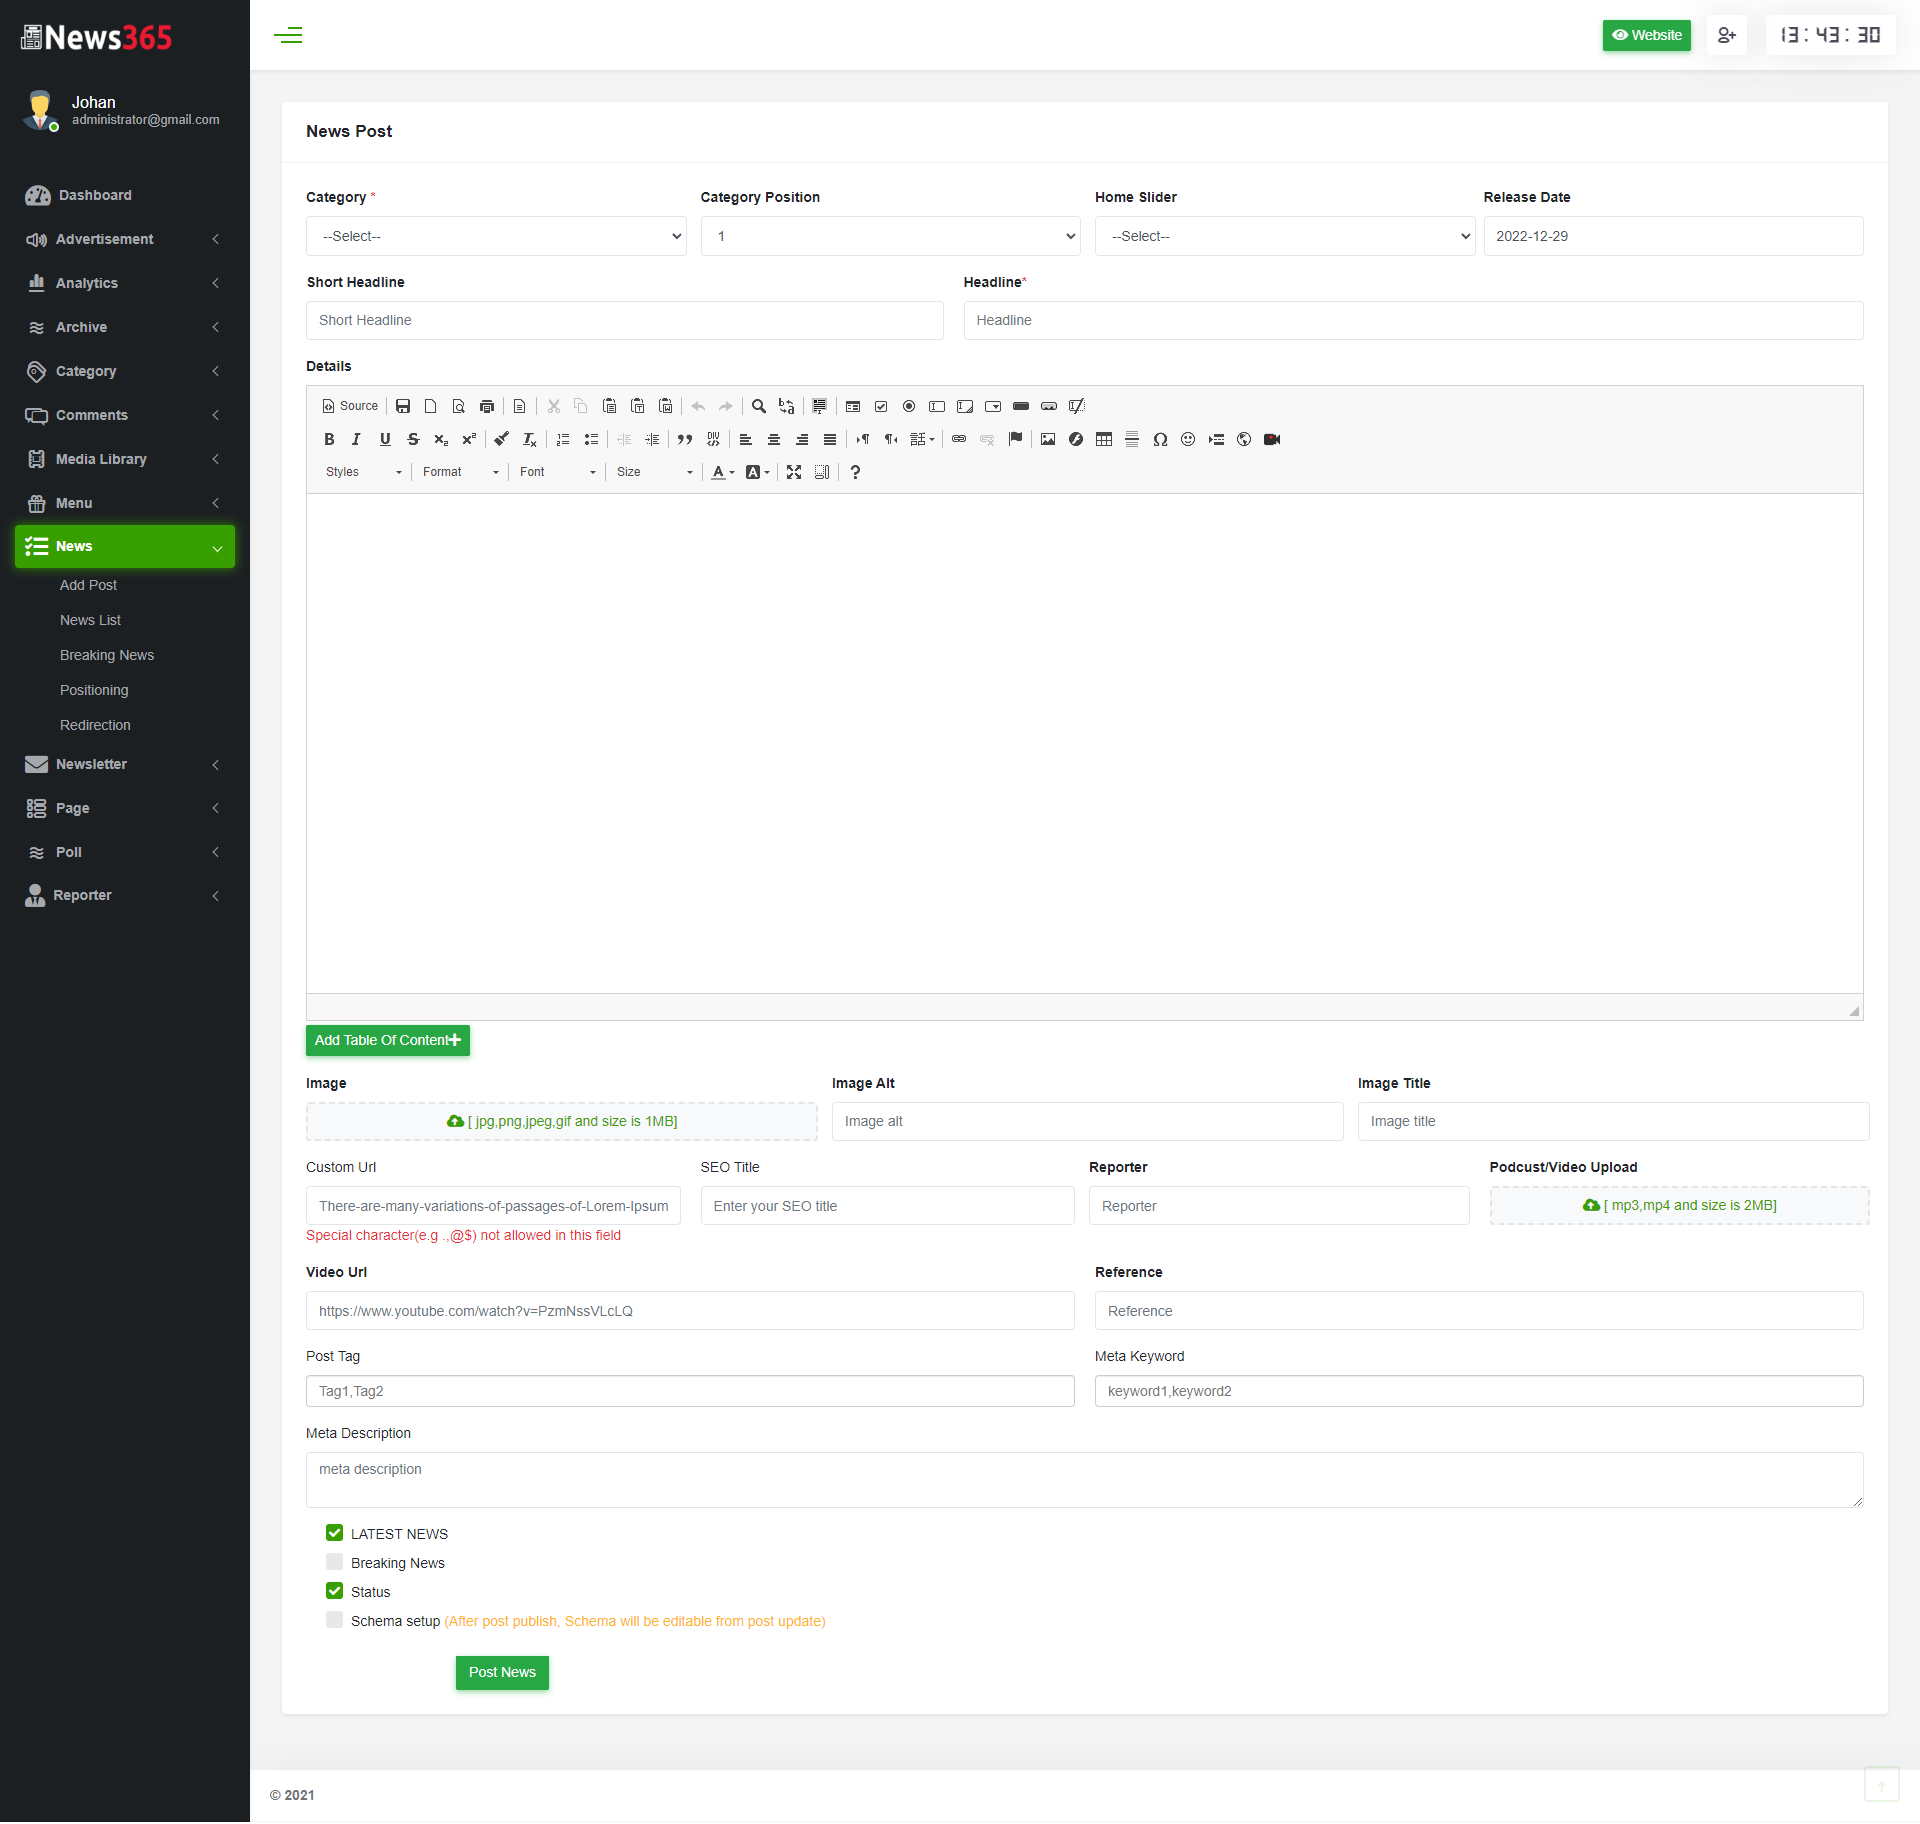 News365
Website
13:43:30
Johan
administrator@gmail.com
Dashboard
Advertisement
Analytics
Archive
Category
Comments
Media Library
Menu
News
Add Post
News List
Breaking News
Positioning
Redirection
Newsletter
Page
Poll
Reporter
News Post
Category *
Category Position
Home Slider
Release Date
--Select--
1
--Select--
2022-12-29
Short Headline
Headline*
Short Headline
Headline
Details
Source
Styles
Format
Font
Size
Add Table Of Content+
Image
Image Alt
Image Title
[ jpg,png,jpeg,gif and size is 1MB]
Image alt
Image title
Custom Url
SEO Title
Reporter
Podcust/Video Upload
There-are-many-variations-of-passages-of-Lorem-Ipsum
Enter your SEO title
Reporter
[ mp3,mp4 and size is 2MB]
Special character(e.g .,@$) not allowed in this field
Video Url
Reference
https://www.youtube.com/watch?v=PzmNssVLcLQ
Reference
Post Tag
Meta Keyword
Tag1,Tag2
keyword1,keyword2
Meta Description
meta description
LATEST NEWS
Breaking News
Status
Schema setup (After post publish, Schema will be editable from post update)
Post News
© 2021